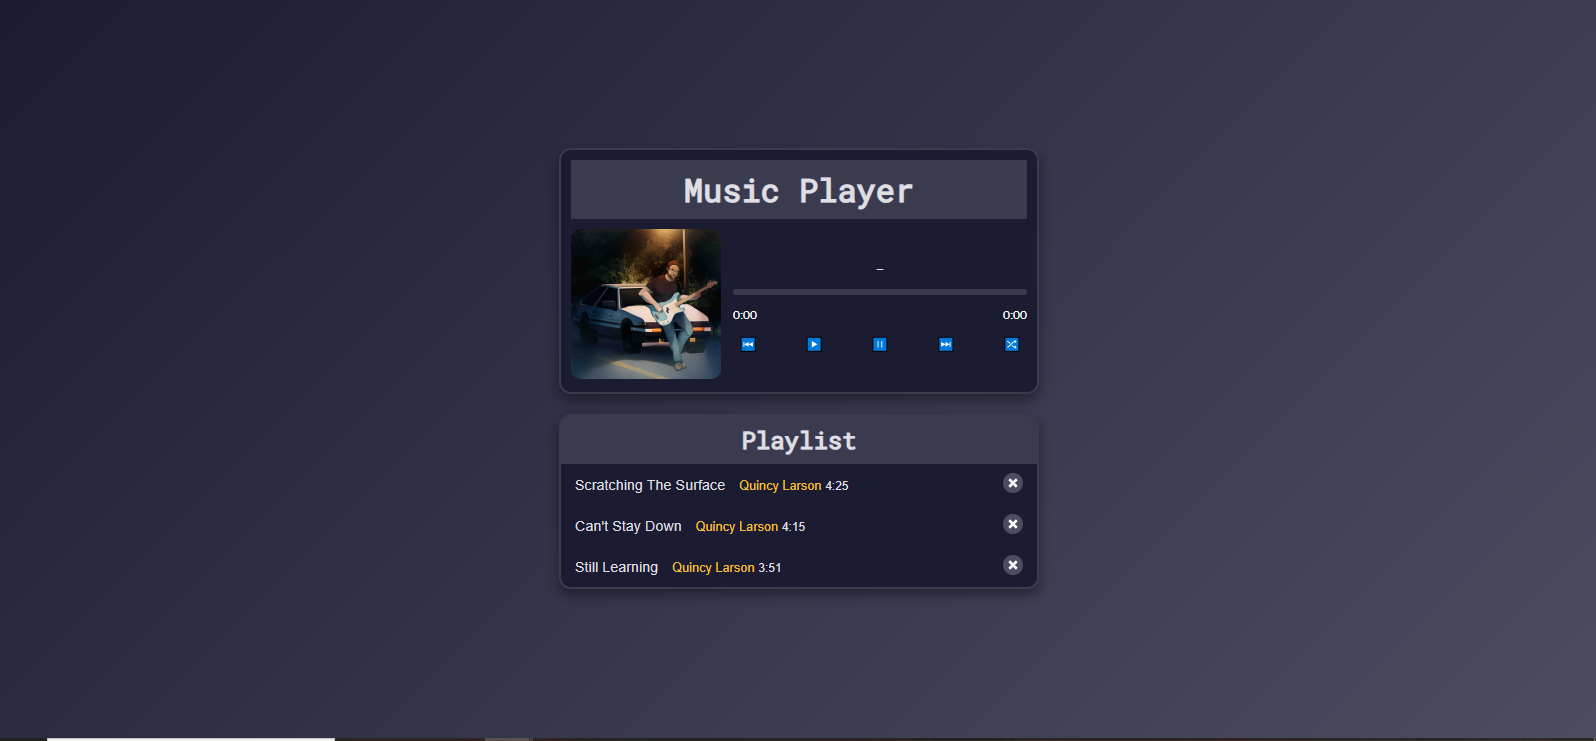 Music Player
–
0:00 0:00
Playlist
Scratching The Surface Quincy Larson 4:25
Can't Stay Down Quincy Larson 4:15
Still Learning Quincy Larson 3:51